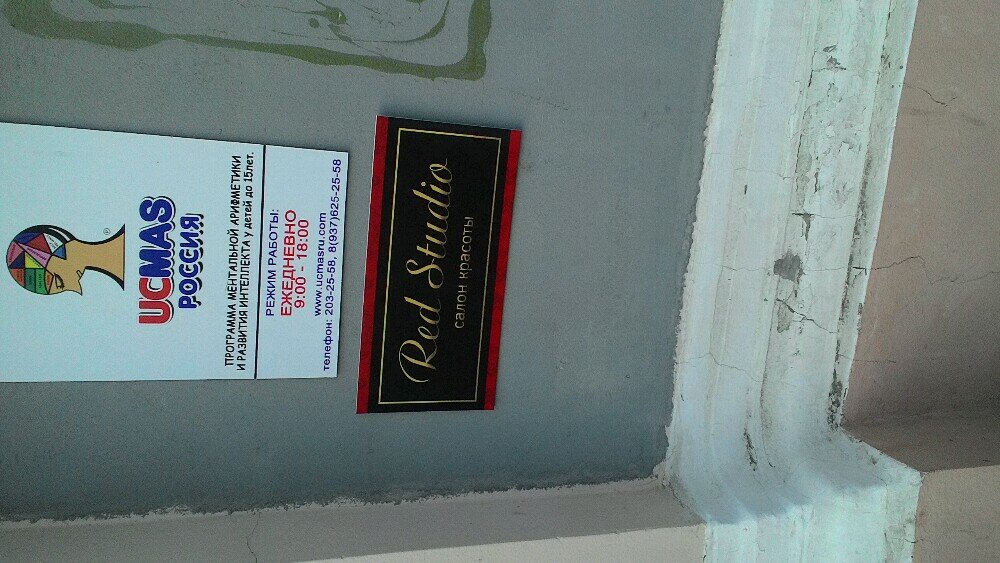 UCMAS
РОССИЯ
ПРОГРАММА МЕНТАЛЬНОЙ АРИФМЕТИКИ
И РАЗВИТИЯ ИНТЕЛЛЕКТА у детей до 15лет.
РЕЖИМ РАБОТЫ:
ЕЖЕДНЕВНО
9:00 - 18:00
www.ucmasru.com
телефон: 203-25-58, 8(937)625-25-58
Red Studio
салон красоты